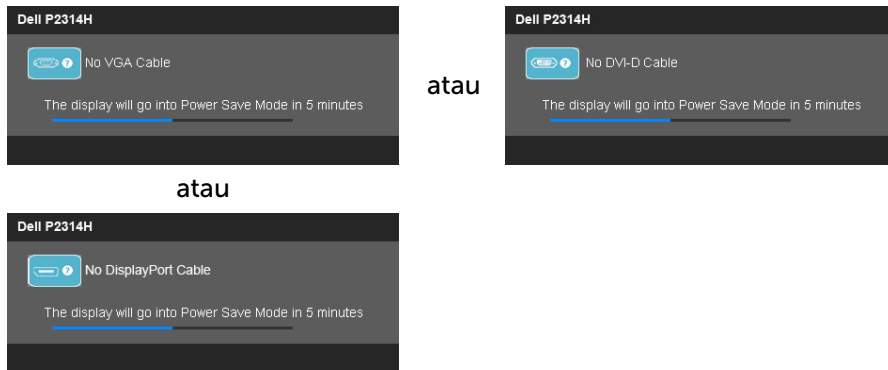 Dell P2314H
No VGA Cable
The display will go into Power Save Mode in 5 minutes
atau
Dell P2314H
No DVI-D Cable
The display will go into Power Save Mode in 5 minutes
atau
Dell P2314H
No DisplayPort Cable
The display will go into Power Save Mode in 5 minutes